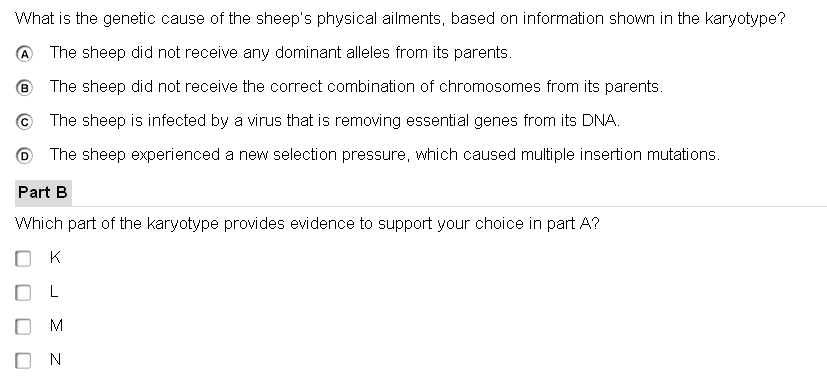 What is the genetic cause of the sheep's physical ailments, based on information shown in the karyotype?
A The sheep did not receive any dominant alleles from its parents.
B The sheep did not receive the correct combination of chromosomes from its parents.
C The sheep is infected by a virus that is removing essential genes from its DNA.
D The sheep experienced a new selection pressure, which caused multiple insertion mutations.
Part B
Which part of the karyotype provides evidence to support your choice in part A?
K
L
M
N